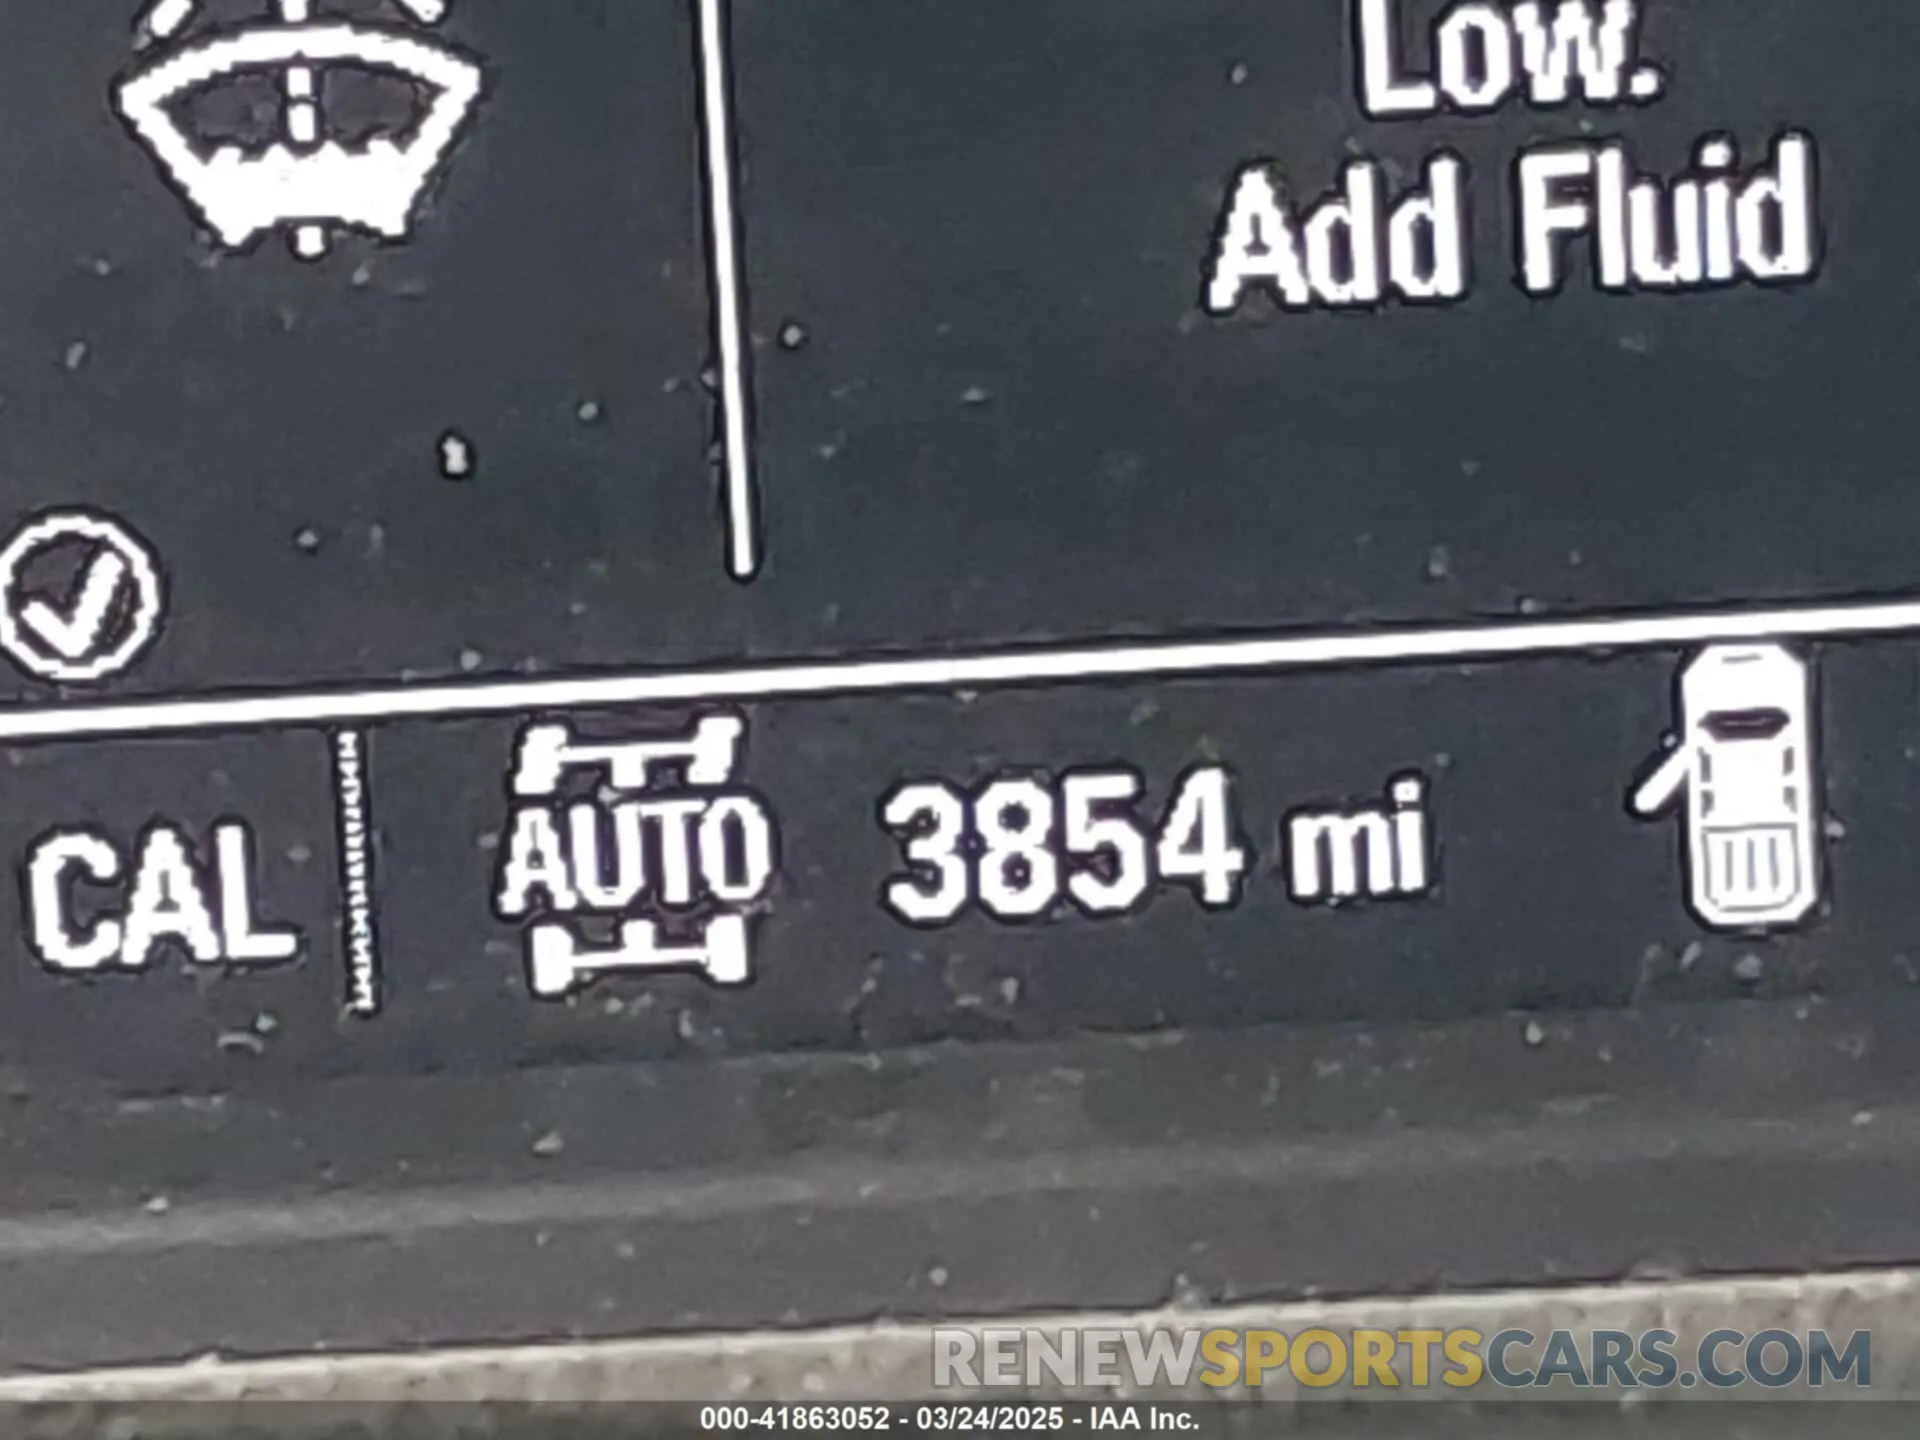 Low.
Add Fluid
CAL
AUTO
3854 mi
RENEWSPORTSCARS.COM
000-41863052 - 03/24/2025 - IAA Inc.